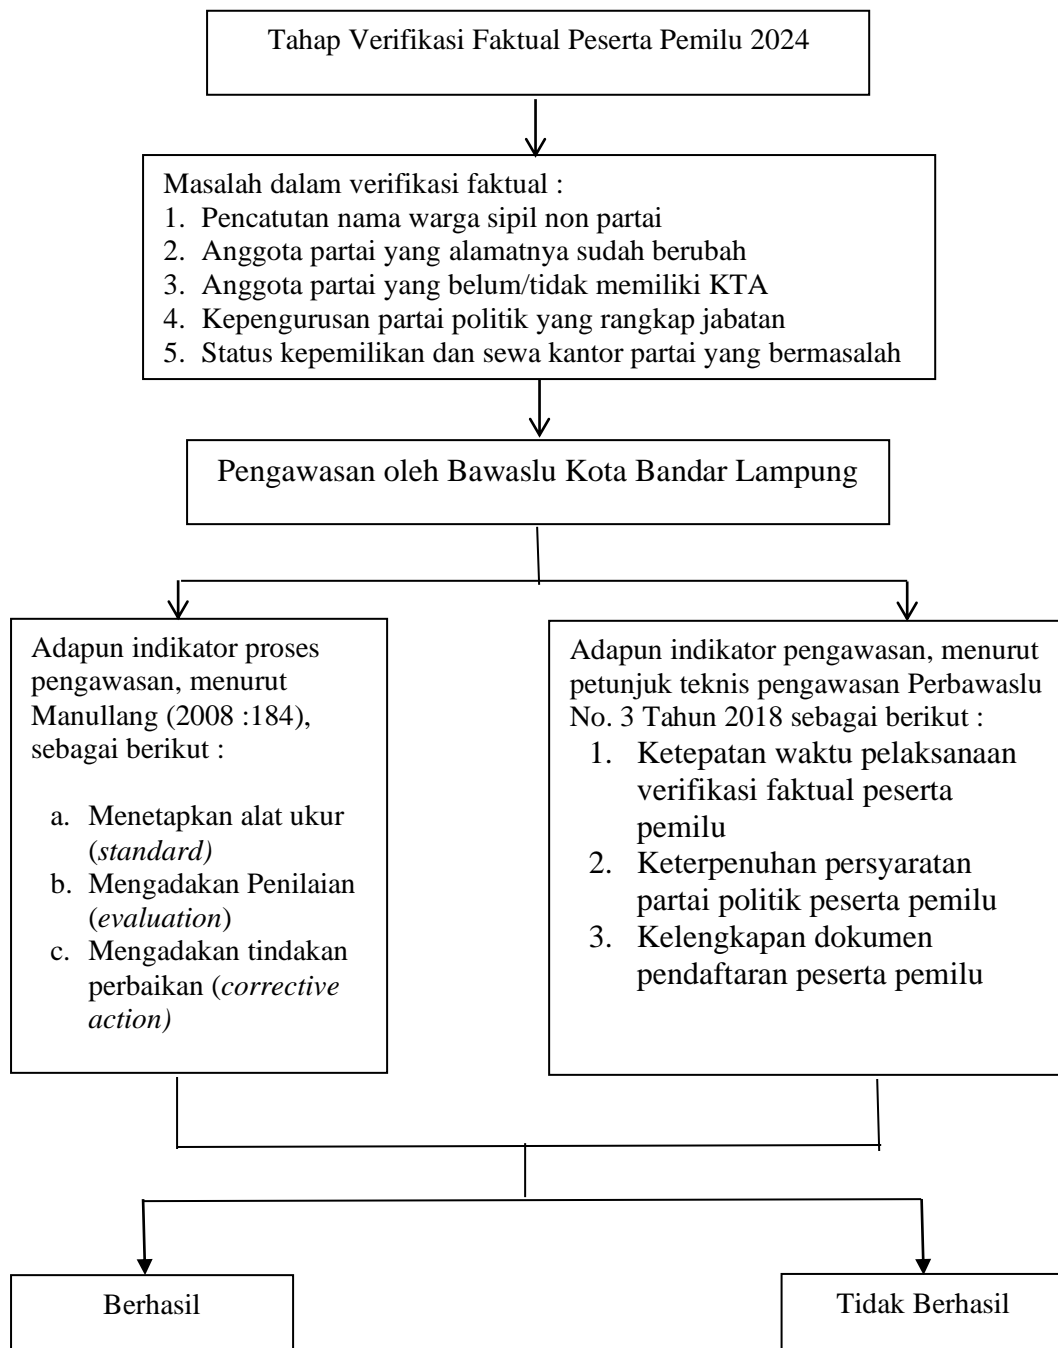 Tahap Verifikasi Faktual Peserta Pemilu 2024
Masalah dalam verifikasi faktual :
1. Pencatutan nama warga sipil non partai
2. Anggota partai yang alamatnya sudah berubah
3. Anggota partai yang belum/tidak memiliki KTA
4. Kepengurusan partai politik yang rangkap jabatan
5. Status kepemilikan dan sewa kantor partai yang bermasalah
Pengawasan oleh Bawaslu Kota Bandar Lampung
Adapun indikator proses
pengawasan, menurut
Manullang (2008 :184),
sebagai berikut :
a. Menetapkan alat ukur
(standard)
b. Mengadakan Penilaian
(evaluation)
c. Mengadakan tindakan
perbaikan (corrective
action)
Adapun indikator pengawasan, menurut
petunjuk teknis pengawasan Perbawaslu
No. 3 Tahun 2018 sebagai berikut :
1. Ketepatan waktu pelaksanaan
verifikasi faktual peserta
pemilu
2. Keterpenuhan persyaratan
partai politik peserta pemilu
3. Kelengkapan dokumen
pendaftaran peserta pemilu
Berhasil
Tidak Berhasil